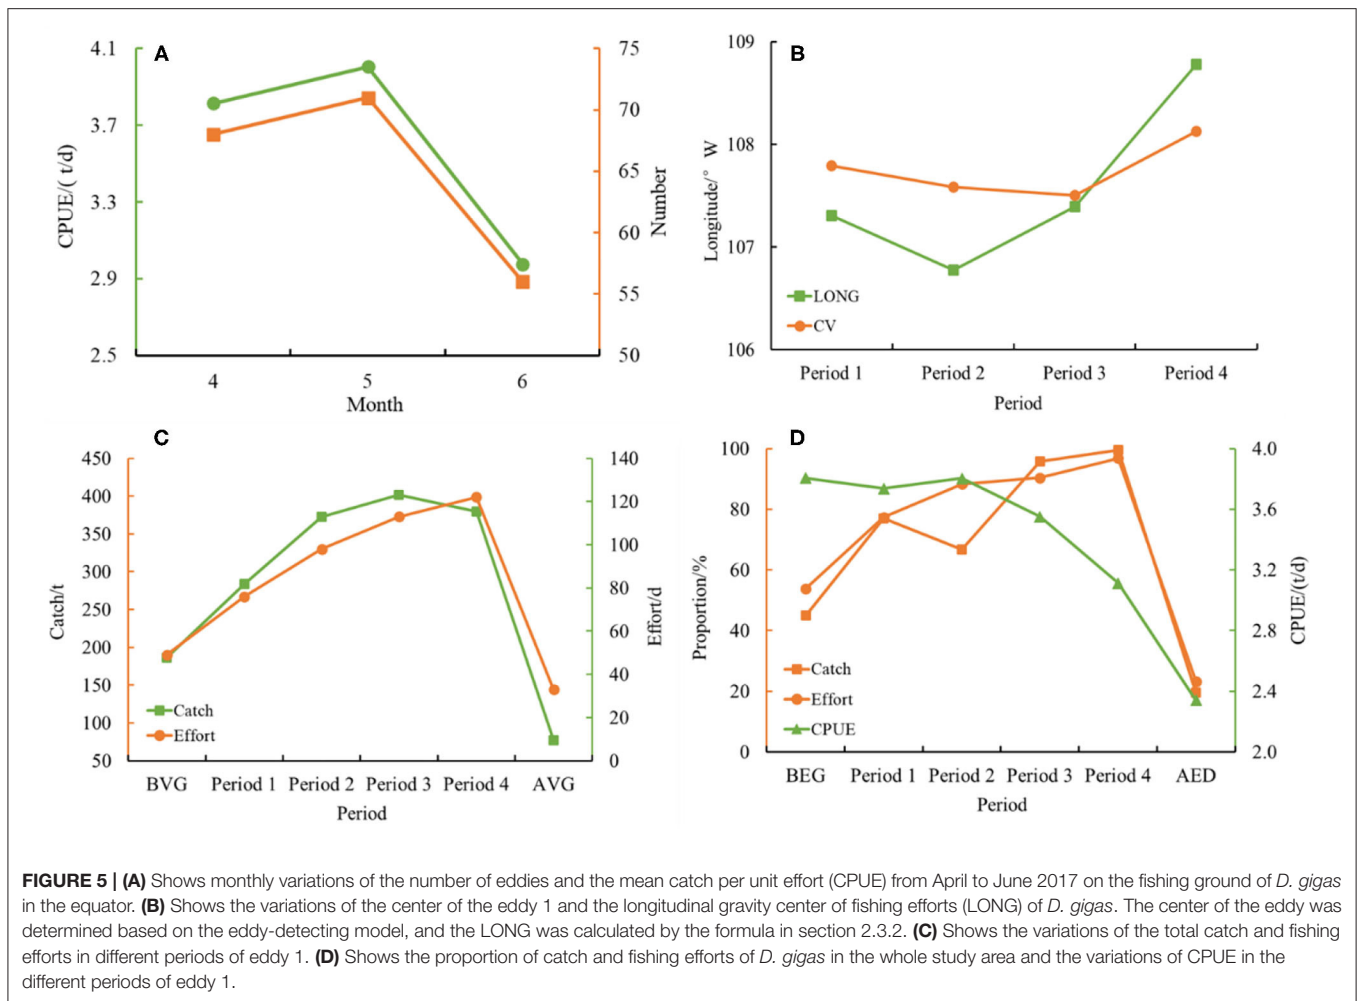 A
4.1
3.7
3.3
2.9
2.5
CPUE/( t/d)
75
70
65
60
55
50
Number
4 5 6
Month
B
109
108
107
106
Longitude/° W
LONG
CV
Period 1 Period 2 Period 3 Period 4
Period
C
450
400
350
300
250
200
150
100
50
Catch/t
140
120
100
80
60
40
20
0
Effort/d
Catch
Effort
BVG Period 1 Period 2 Period 3 Period 4 AVG
Period
D
100
80
60
40
20
0
Proportion/%
4.0
3.6
3.2
2.8
2.4
2.0
CPUE/(t/d)
Catch
Effort
CPUE
BEG Period 1 Period 2 Period 3 Period 4 AED
Period
FIGURE 5 | (A) Shows monthly variations of the number of eddies and the mean catch per unit effort (CPUE) from April to June 2017 on the fishing ground of D. gigas
in the equator. (B) Shows the variations of the center of the eddy 1 and the longitudinal gravity center of fishing efforts (LONG) of D. gigas. The center of the eddy was
determined based on the eddy-detecting model, and the LONG was calculated by the formula in section 2.3.2. (C) Shows the variations of the total catch and fishing
efforts in different periods of eddy 1. (D) Shows the proportion of catch and fishing efforts of D. gigas in the whole study area and the variations of CPUE in the
different periods of eddy 1.